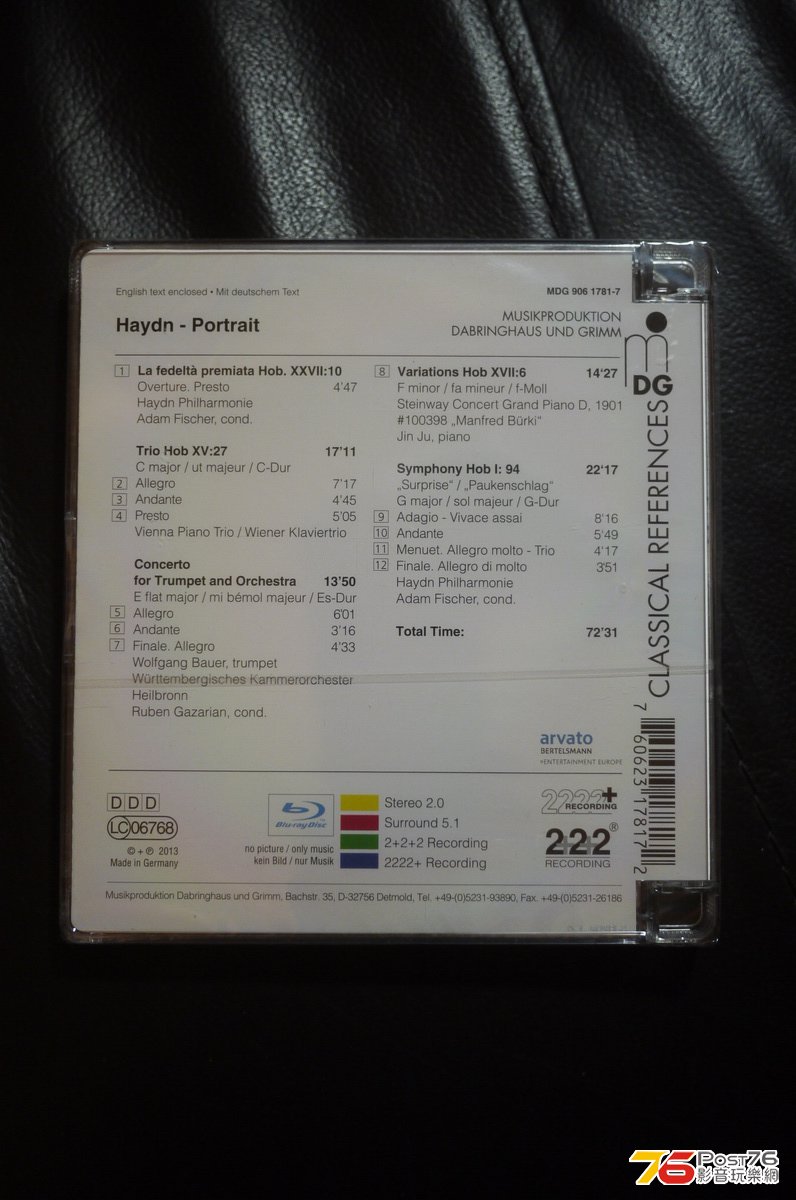 English text enclosed • Mit deutschem Text
MDG 906 1781-7
Haydn - Portrait
MUSIKPRODUKTION
DABRINGHAUS UND GRIMM
1 La fedeltà premiata Hob. XXVII:10
Overture. Presto 4'47
Haydn Philharmonie
Adam Fischer, cond.
Trio Hob XV:27 17'11
C major / ut majeur / C-Dur
2 Allegro 7'17
3 Andante 4'45
4 Presto 5'05
Vienna Piano Trio / Wiener Klaviertrio
Concerto
for Trumpet and Orchestra 13'50
E flat major / mi bémol majeur / Es-Dur
5 Allegro 6'01
6 Andante 3'16
7 Finale. Allegro 4'33
Wolfgang Bauer, trumpet
Württembergisches Kammerorchester
Heilbronn
Ruben Gazarian, cond.
8 Variations Hob XVII:6 14'27
F minor / fa mineur / f-Moll
Steinway Concert Grand Piano D, 1901
#100398 „Manfred Bürki“
Jin Ju, piano
Symphony Hob I: 94 22'17
„Surprise“ / „Paukenschlag“
G major / sol majeur / G-Dur
9 Adagio - Vivace assai 8'16
10 Andante 5'49
11 Menuet. Allegro molto - Trio 4'17
12 Finale. Allegro di molto 3'51
Haydn Philharmonie
Adam Fischer, cond.
Total Time: 72'31
mDG
CLASSICAL REFERENCES
7 60623 17817 2
arvato
BERTELSMANN
ENTERTAINMENT EUROPE
DDD
LC 06768
© + ℗ 2013
Made in Germany
Blu-ray Disc
no picture / only music
kein Bild / nur Musik
Stereo 2.0
Surround 5.1
2+2+2 Recording
2222+ Recording
2222+
RECORDING
2+2+2®
RECORDING
Musikproduktion Dabringhaus und Grimm, Bachstr. 35, D-32756 Detmold, Tel. +49-(0)5231-93890, Fax. +49-(0)5231-26186
76 Post76
影音玩樂網